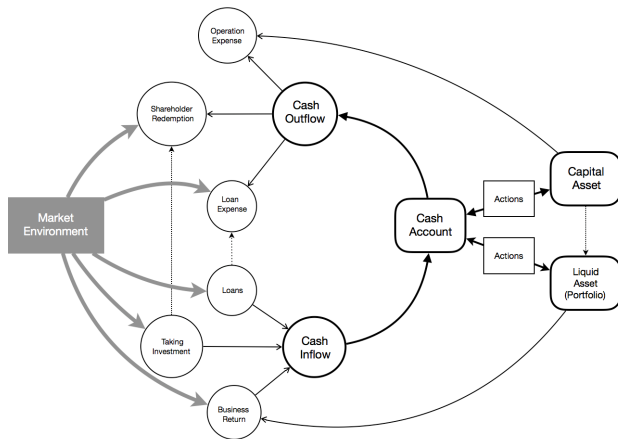 Operation
Expense
Shareholder
Redemption
Cash
Outflow
Loan
Expense
Market
Environment
Cash
Account
Actions
Capital
Asset
Actions
Liquid
Asset
(Portfolio)
Loans
Taking
Investment
Cash
Inflow
Business
Return